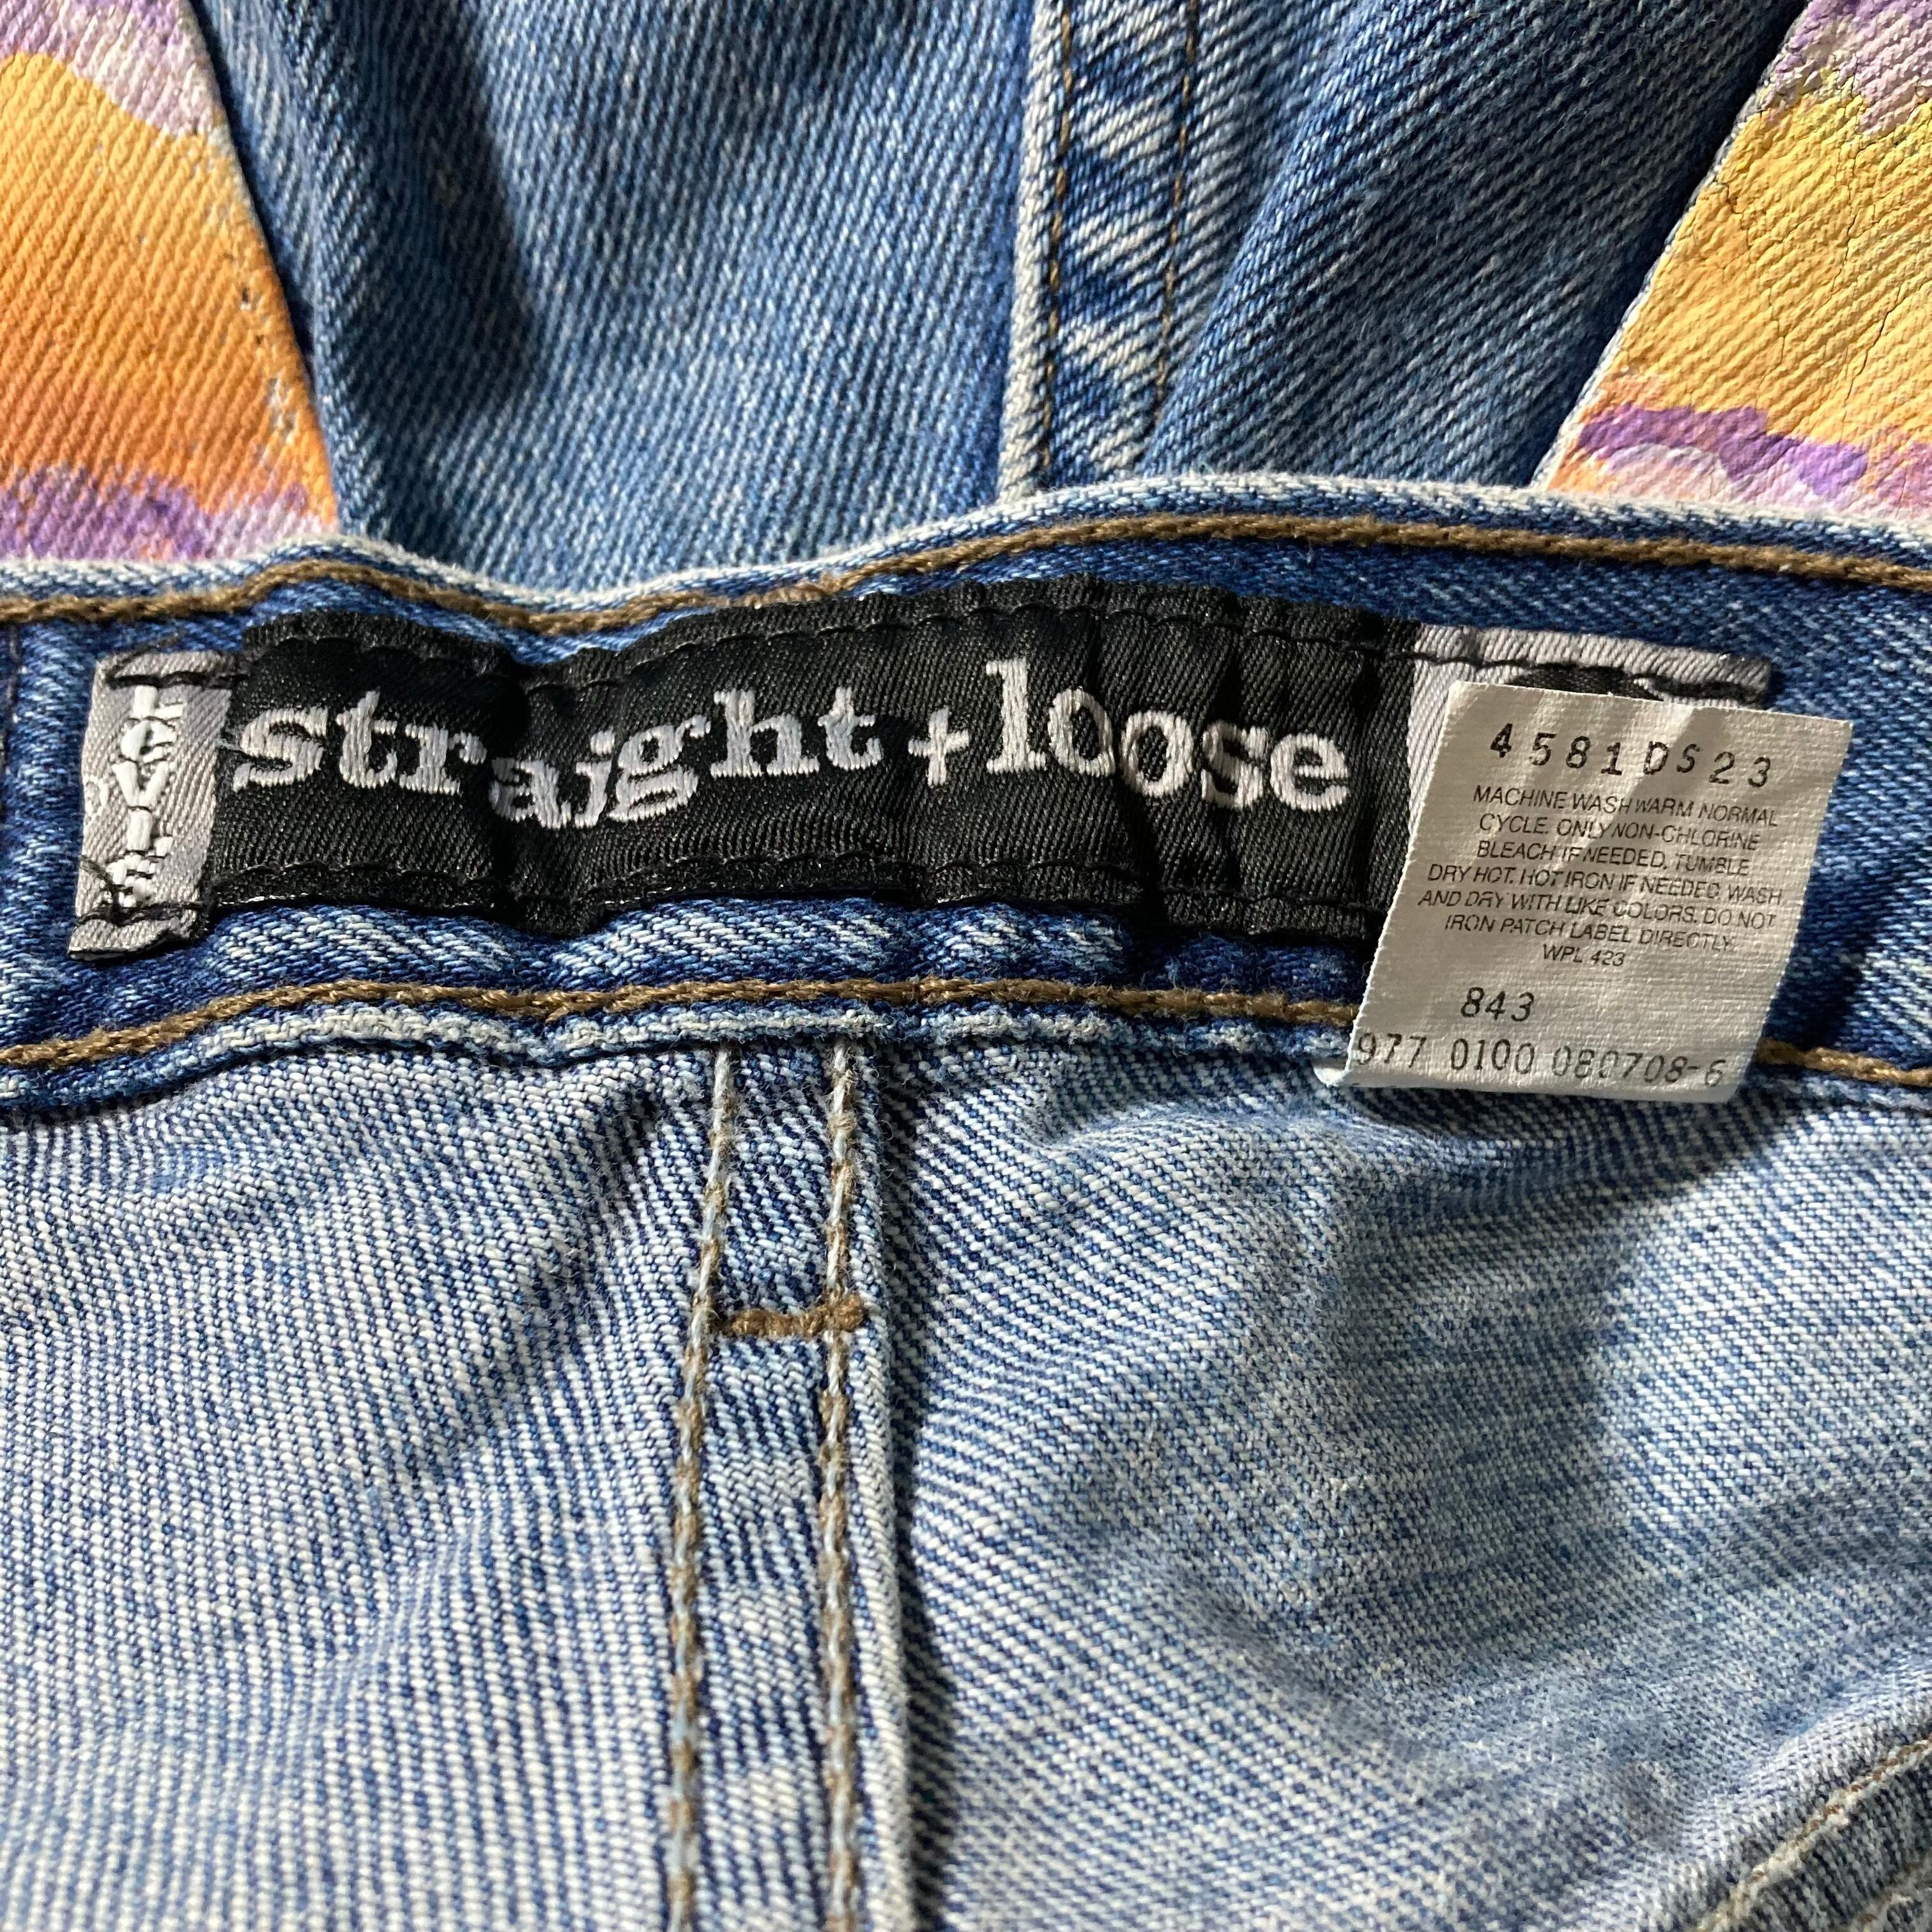 LEVI'S
straight + loose
4581DS23
MACHINE WASH WARM NORMAL
CYCLE. ONLY NON-CHLORINE
BLEACH IF NEEDED. TUMBLE
DRY HOT. HOT IRON IF NEEDED. WASH
AND DRY WITH LIKE COLORS. DO NOT
IRON PATCH LABEL DIRECTLY.
WPL 423
843
977 0100 080708-6